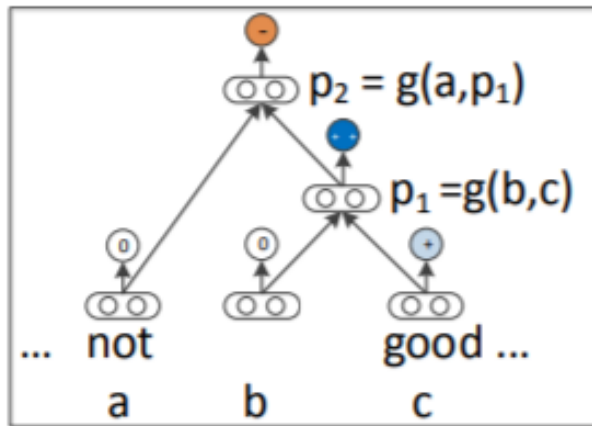 -
p₂ = g(a,p₁)
+ +
p₁ =g(b,c)
0 0 +
... not good ...
a b c